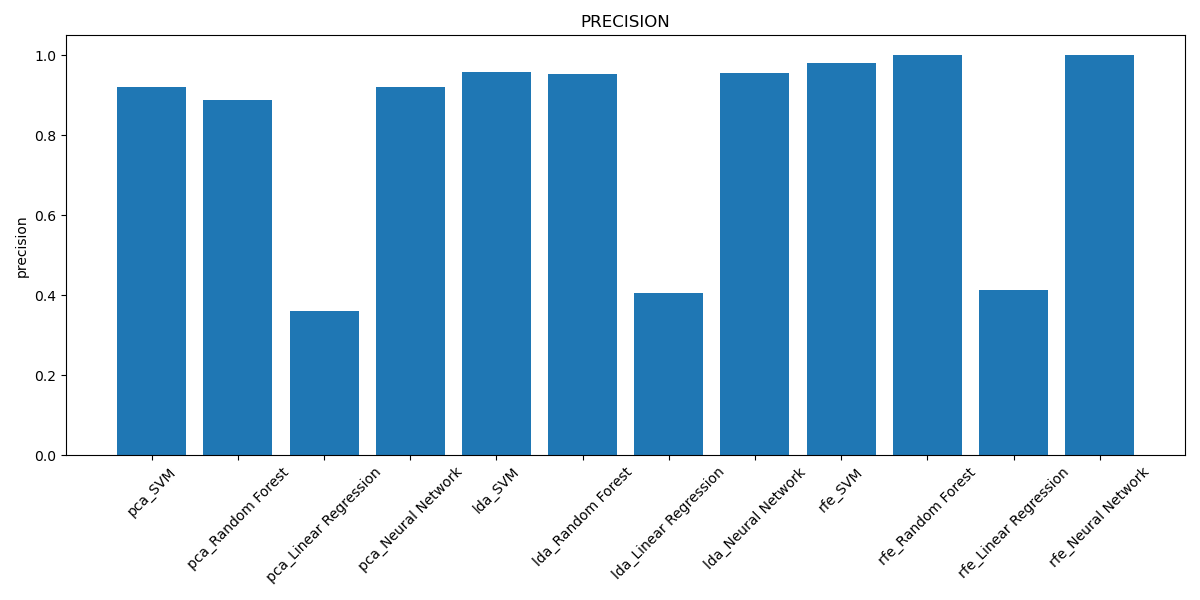 PRECISION
precision
1.0
0.8
0.6
0.4
0.2
0.0
pca_SVM
pca_Random Forest
pca_Linear Regression
pca_Neural Network
lda_SVM
lda_Random Forest
lda_Linear Regression
lda_Neural Network
rfe_SVM
rfe_Random Forest
rfe_Linear Regression
rfe_Neural Network